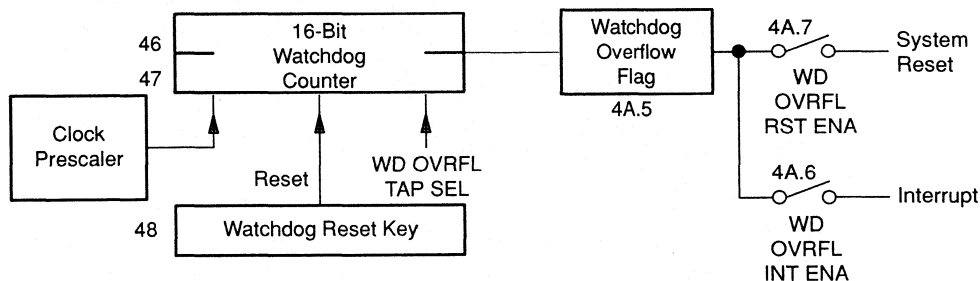 46
47
16-Bit
Watchdog
Counter
Watchdog
Overflow
Flag
4A.5
4A.7
WD
OVRFL
RST ENA
System
Reset
Clock
Prescaler
Reset
WD OVRFL
TAP SEL
4A.6
WD
OVRFL
INT ENA
Interrupt
48
Watchdog Reset Key